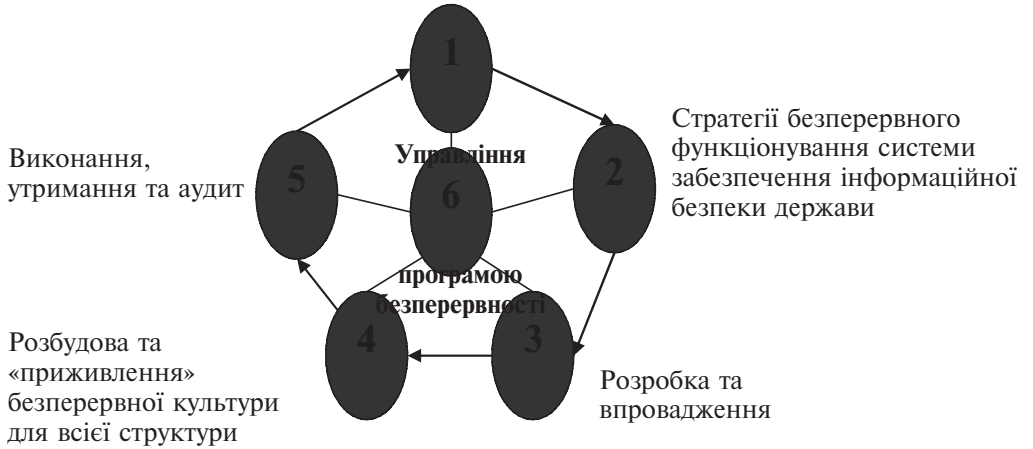 1
Управління
6
програмою
безперервності
2
Стратегії безперервного
функціонування системи
забезпечення інформаційної
безпеки держави
3
Розробка та
впровадження
4
Розбудова та
«приживлення»
безперервної культури
для всієї структури
5
Виконання,
утримання та аудит